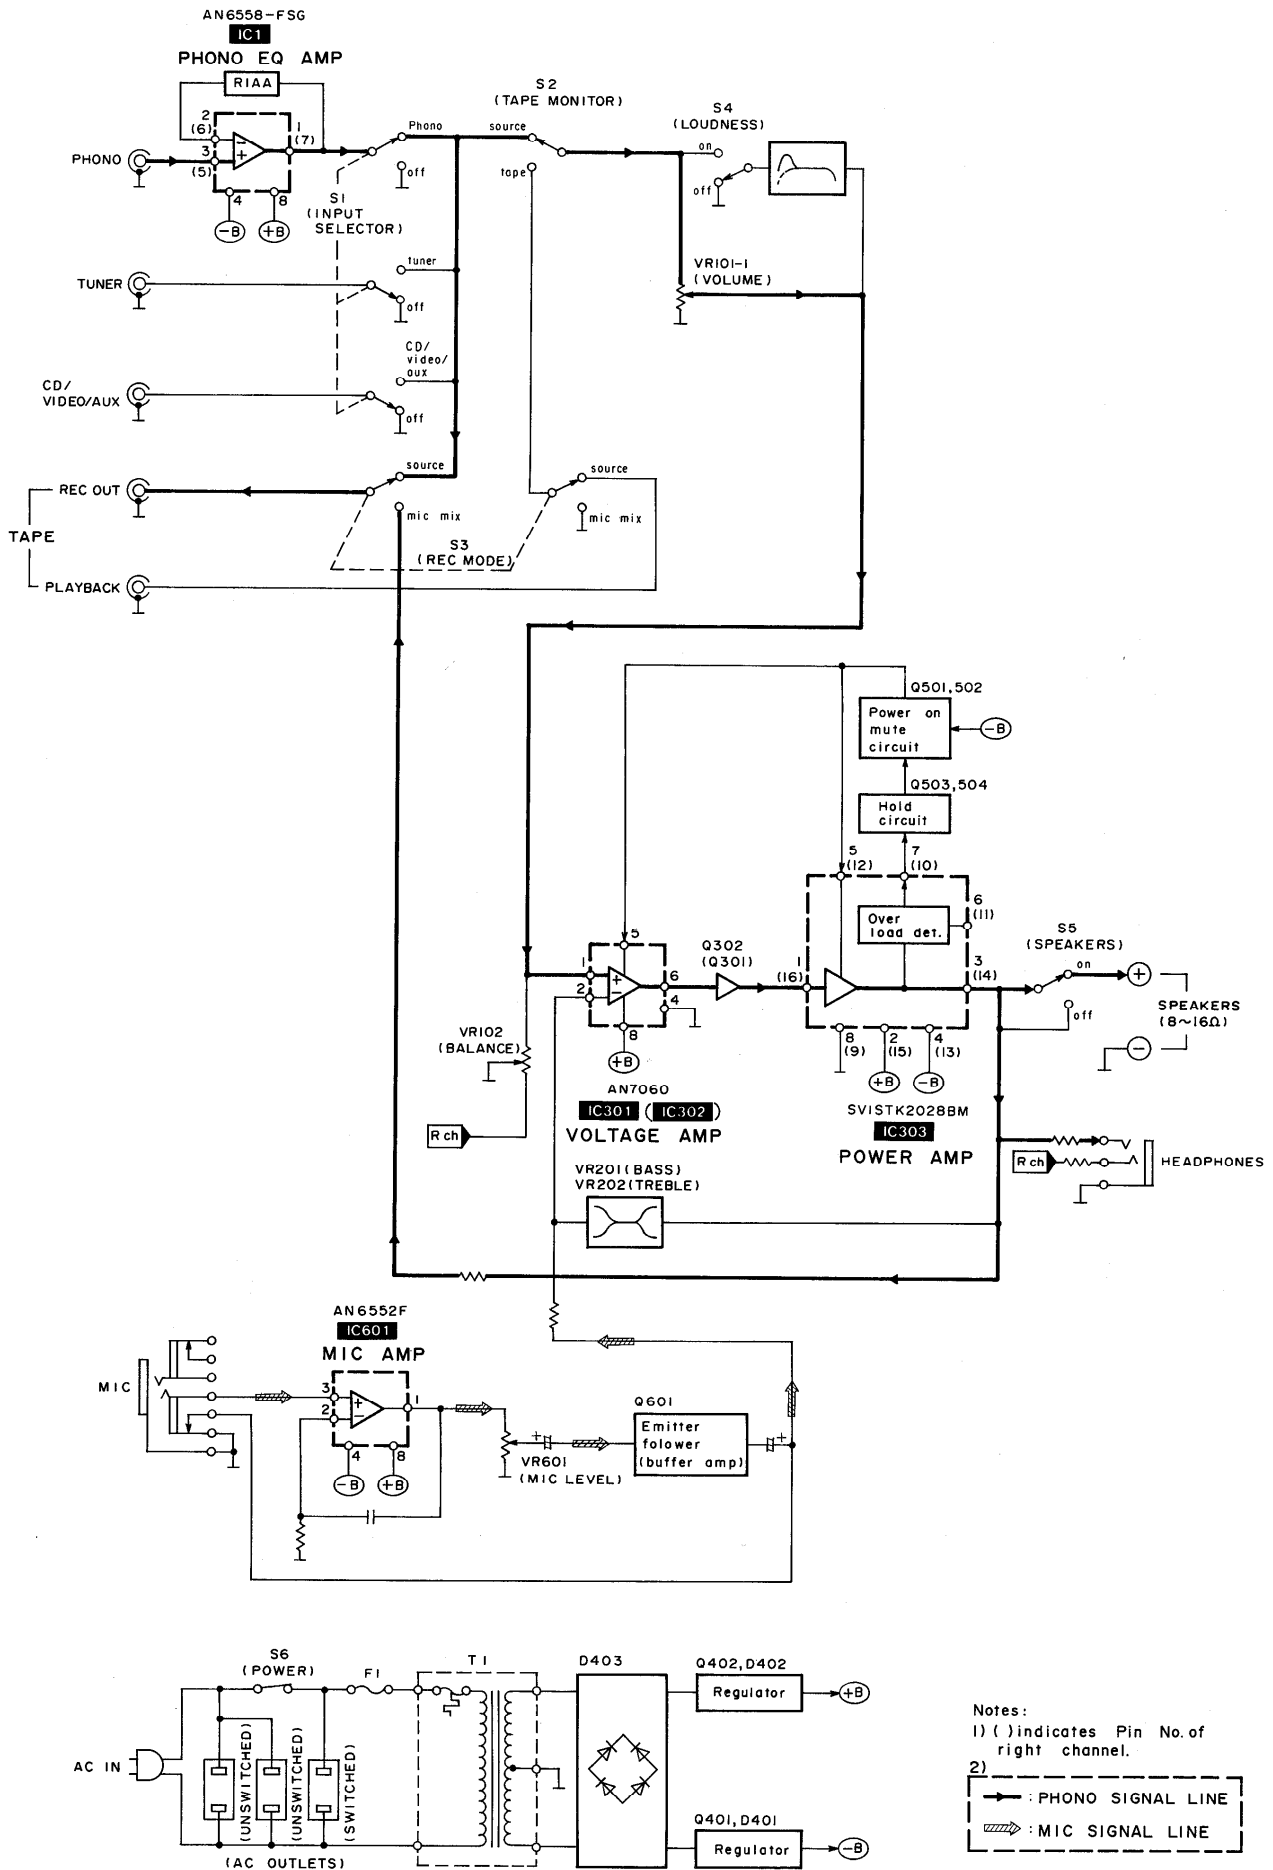 AN6558-FSG
IC1
PHONO EQ AMP
RIAA
2
(6)
1
(7)
3
(5)
4
8
-B
+B
PHONO
Phono
off
S1
(INPUT
SELECTOR)
S2
(TAPE MONITOR)
source
tape
S4
(LOUDNESS)
on
off
VR101-1
(VOLUME)
TUNER
tuner
off
CD/
VIDEO/AUX
CD/
video/
aux
off
REC OUT
source
mic mix
source
mic mix
TAPE
S3
(REC MODE)
PLAYBACK
Q501,502
Power on
mute
circuit
-B
Q503,504
Hold
circuit
5
(12)
7
(10)
6
(11)
Over
load det.
S5
(SPEAKERS)
on
off
+
-
SPEAKERS
(8~16Ω)
5
1
2
+
-
6
4
8
+B
Q302
(Q301)
1
(16)
3
(14)
8
(9)
2
(15)
4
(13)
+B
-B
VR102
(BALANCE)
R ch
AN7060
IC301 (IC302)
VOLTAGE AMP
SVISTK2028BM
IC303
POWER AMP
R ch
HEADPHONES
VR201(BASS)
VR202(TREBLE)
AN6552F
IC601
MIC AMP
MIC
3
2
+
-
1
4
8
-B
+B
+
VR601
(MIC LEVEL)
Q601
Emitter
folower
(buffer amp)
+
S6
(POWER)
F1
T1
D403
Q402,D402
Regulator
+B
AC IN
(UNSWITCHED)
(UNSWITCHED)
(SWITCHED)
(AC OUTLETS)
Q401,D401
Regulator
-B
Notes:
1) ( )indicates Pin No. of
right channel.
2)
: PHONO SIGNAL LINE
: MIC SIGNAL LINE